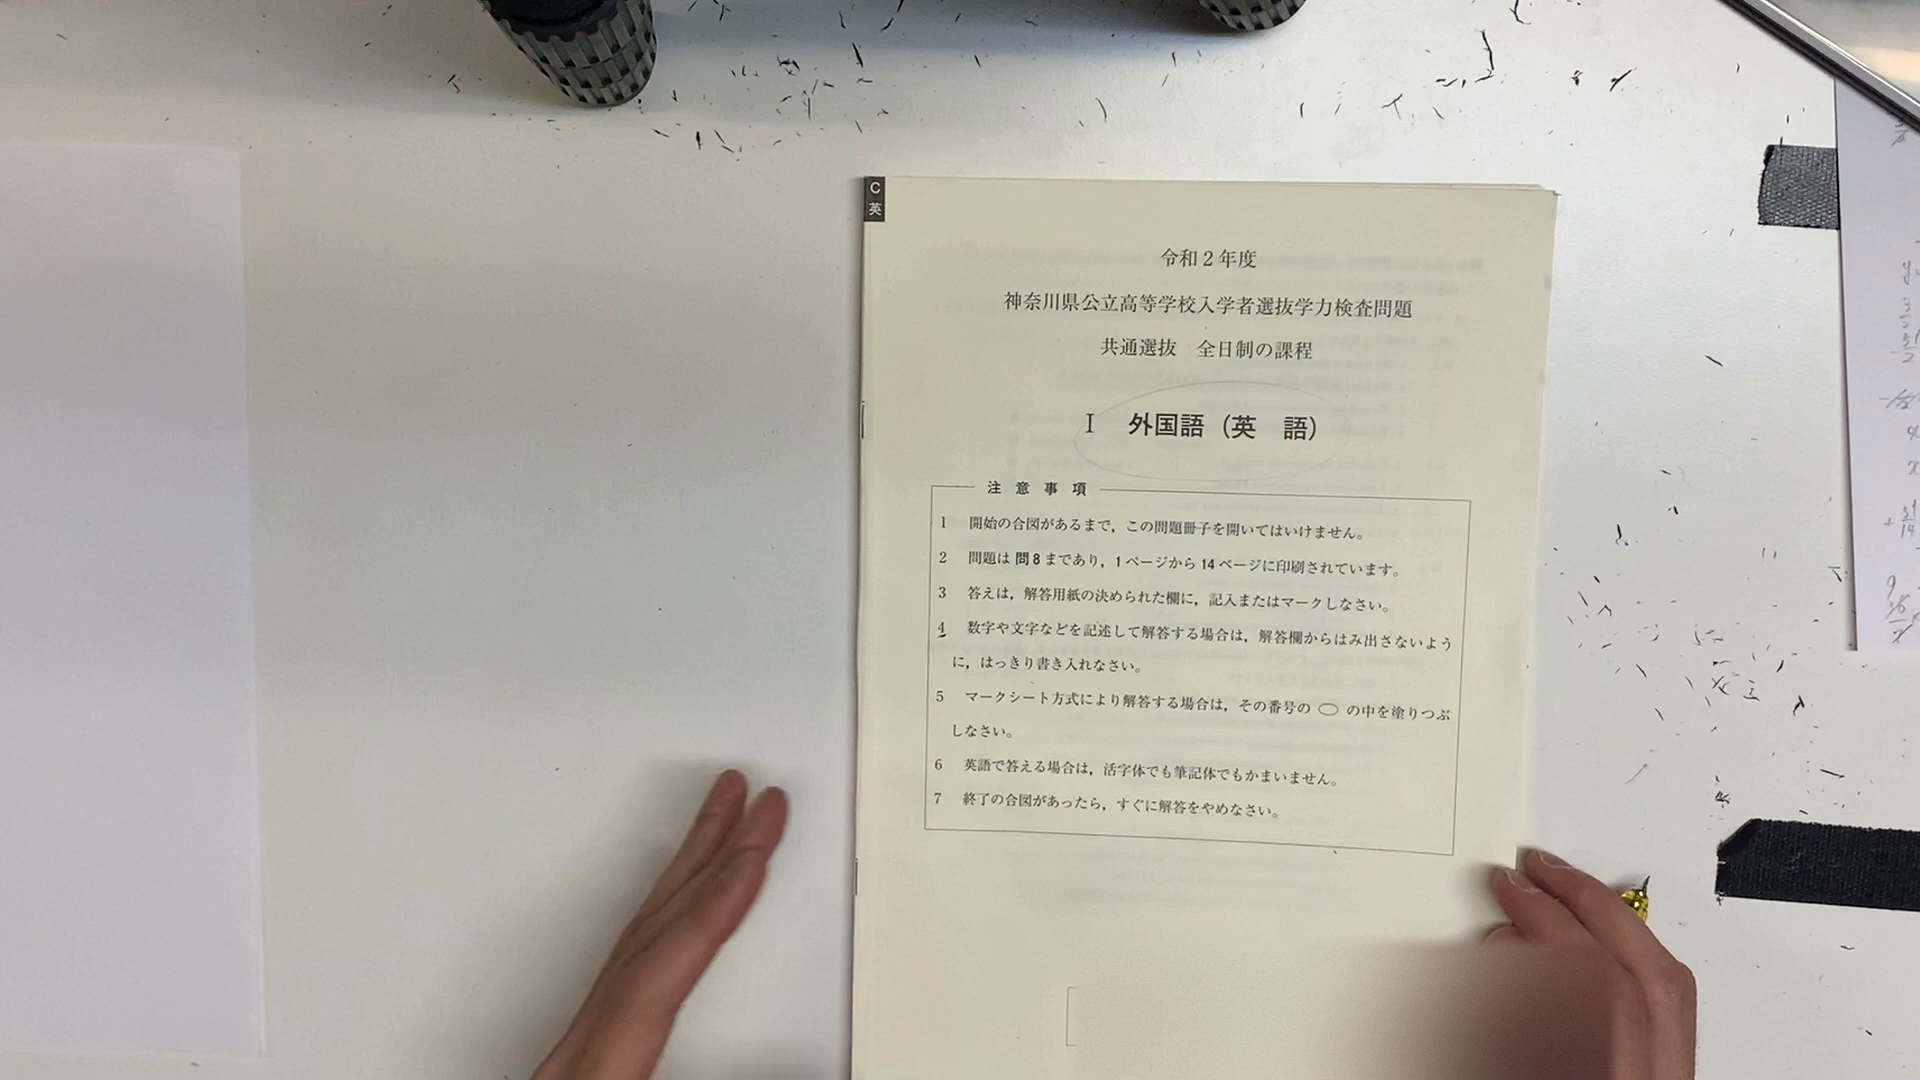 C
英
令和2年度
神奈川県公立高等学校入学者選抜学力検査問題
共通選抜　全日制の課程
Ⅰ　外国語（英　語）
注 意 事 項
1　開始の合図があるまで，この問題冊子を開いてはいけません。
2　問題は 問8 まであり，1ページから 14ページに印刷されています。
3　答えは，解答用紙の決められた欄に，記入またはマークしなさい。
4　数字や文字などを記述して解答する場合は，解答欄からはみ出さないよう
に，はっきり書き入れなさい。
5　マークシート方式により解答する場合は，その番号の ⬭ の中を塗りつぶ
しなさい。
6　英語で答える場合は，活字体でも筆記体でもかまいません。
7　終了の合図があったら，すぐに解答をやめなさい。